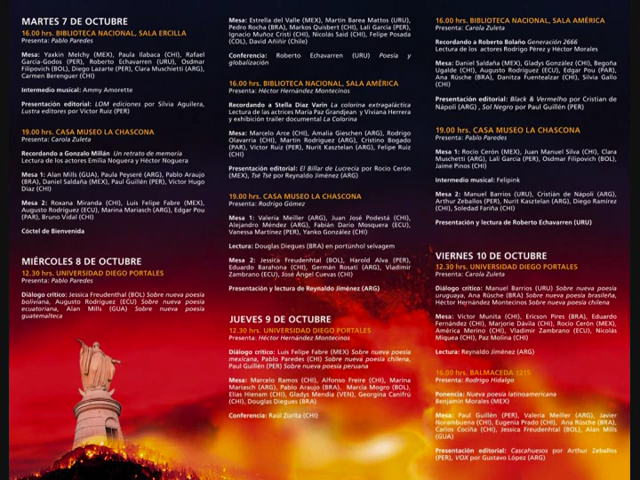 MARTES 7 DE OCTUBRE
16.00 hrs. BIBLIOTECA NACIONAL, SALA ERCILLA
Presenta: Pablo Paredes
Mesa: Yaxkin Melchy (MEX), Paula Ilabaca (CHI), Rafael
García-Godos (PER), Roberto Echavarren (URU), Osdmar
Filipovich (BOL), Diego Lazarte (PER), Clara Muschietti (ARG),
Carmen Berenguer (CHI)
Intermedio musical: Ammy Amorette
Presentación editorial: LOM ediciones por Silvia Aguilera,
Lustra editores por Victor Ruiz (PER)
19.00 hrs. CASA MUSEO LA CHASCONA
Presenta: Carola Zuleta
Recordando a Gonzalo Millán Un retrato de memoria
Lectura de los actores Emilia Noguera y Héctor Noguera
Mesa 1: Alan Mills (GUA), Paula Peyseré (ARG), Pablo Araujo
(BRA), Daniel Saldaña (MEX), Paul Guillén (PER), Victor Hugo
Díaz (CHI)
Mesa 2: Roxana Miranda (CHI), Luis Felipe Fabre (MEX),
Augusto Rodríguez (ECU), Marina Mariasch (ARG), Edgar Pou
(PAR), Bruno Vidal (CHI)
Cóctel de Bienvenida
MIÉRCOLES 8 DE OCTUBRE
12.30 hrs. UNIVERSIDAD DIEGO PORTALES
Presenta: Pablo Paredes
Diálogo crítico: Jessica Freudenthal (BOL) Sobre nueva poesía
boliviana, Augusto Rodríguez (ECU) Sobre nueva poesía
ecuatoriana, Alan Mills (GUA) Sobre nueva poesía
guatemalteca
Mesa: Estrella del Valle (MEX), Martin Barea Mattos (URU),
Pedro Rocha (BRA), Markos Quisbert (CHI), Lali García (PER),
Ignacio Muñoz Cristi (CHI), Nicolás Said (CHI), Felipe Posada
(COL), David Añiñir (Chile)
Conferencia: Roberto Echavarren (URU) Poesía y
globalización
16.00 hrs. BIBLIOTECA NACIONAL, SALA AMÉRICA
Presenta: Héctor Hernández Montecinos
Recordando a Stella Díaz Varin La colorina extragaláctica
Lectura de las actrices María Paz Grandjean y Viviana Herrera
y exhibición trailer documental La Colorina
Mesa: Marcelo Arce (CHI), Amalia Gieschen (ARG), Rodrigo
Olavarría (CHI), Martín Rodríguez (ARG), Cristino Bogado
(PAR), Victor Ruiz (PER), Nurit Kasztelan (ARG), Felipe Ruiz
(CHI)
Presentación editorial: El Billar de Lucrecia por Rocío Cerón
(MEX), Tsé Tsé por Reynaldo Jiménez (ARG)
19.00 hrs. CASA MUSEO LA CHASCONA
Presenta: Rodrigo Gómez
Mesa 1: Valeria Meiller (ARG), Juan José Podestá (CHI),
Alejandro Méndez (ARG), Fabián Darío Mosquera (ECU),
Vanessa Martínez (PER), Yanko González (CHI)
Lectura: Douglas Diegues (BRA) en portúnhol selvagem
Mesa 2: Jessica Freudenthal (BOL), Harold Alva (PER),
Eduardo Barahona (CHI), Germán Rosati (ARG), Vladimir
Zambrano (ECU), José Ángel Cuevas (CHI)
Presentación y lectura de Reynaldo Jiménez (ARG)
JUEVES 9 DE OCTUBRE
12.30 hrs. UNIVERSIDAD DIEGO PORTALES
Presenta: Héctor Hernández Montecinos
Diálogo crítico: Luis Felipe Fabre (MEX) Sobre nueva poesía
mexicana, Pablo Paredes (CHI) Sobre nueva poesía chilena,
Paul Guillén (PER) Sobre nueva poesía peruana
Mesa: Marcelo Ramos (CHI), Alfonso Freire (CHI), Marina
Mariasch (ARG), Pablo Araujo (BRA), Marcia Mogro (BOL),
Elias Hienam (CHI), Gladys Mendía (VEN), Georgina Canifrú
(CHI), Douglas Diegues (BRA)
Conferencia: Raúl Zurita (CHI)
16.00 hrs. BIBLIOTECA NACIONAL, SALA AMÉRICA
Presenta: Carola Zuleta
Recordando a Roberto Bolaño Generación 2666
Lectura de los actores Rodrigo Pérez y Héctor Morales
Mesa: Daniel Saldaña (MEX), Gladys González (CHI), Begoña
Ugalde (CHI), Augusto Rodríguez (ECU), Edgar Pou (PAR),
Ana Rüsche (BRA), Danitza Fuentealzar (CHI), Silvia Gallo
(CHI)
Presentación editorial: Black & Vermelho por Cristian de
Nápoli (ARG), Sol Negro por Paul Guillén (PER)
19.00 hrs. CASA MUSEO LA CHASCONA
Presenta: Pablo Paredes
Mesa 1: Rocío Cerón (MEX), Juan Manuel Silva (CHI), Clara
Muschetti (ARG), Lali García (PER), Osdmar Filipovich (BOL),
Jaime Pinos (CHI)
Intermedio musical: Felipink
Mesa 2: Manuel Barrios (URU), Cristián de Nápoli (ARG),
Arthur Zeballos (PER), Nurit Kasztelan (ARG), Diego Ramírez
(CHI), Soledad Fariña (CHI)
Presentación y lectura de Roberto Echavarren (URU)
VIERNES 10 DE OCTUBRE
12.30 hrs. UNIVERSIDAD DIEGO PORTALES
Presenta: Carola Zuleta
Diálogo crítico: Manuel Barrios (URU) Sobre nueva poesía
uruguaya, Ana Rüsche (BRA) Sobre nueva poesía brasileña,
Héctor Hernández Montecinos (CHI) Sobre nueva poesía chilena
Mesa: Victor Munita (CHI), Ericson Pires (BRA), Eduardo
Fernández (CHI), Marjorie Dávila (CHI), Rocío Cerón (MEX),
América Merino (CHI), Vladimir Zambrano (ECU), Nicolás
Miquea (CHI), Paz Molina (CHI)
Lectura: Reynaldo Jiménez (ARG)
16.00 hrs. BALMACEDA 1215
Presenta: Rodrigo Hidalgo
Ponencia: Nueva poesía latinoamericana
Benjamín Morales (MEX)
Mesa: Paul Guillén (PER), Valeria Meiller (ARG), Javier
Norambuena (CHI), Eugenia Prado (CHI), Ana Rüsche (BRA),
Carlos Cociña (CHI), Jessica Freudenthal (BOL), Alan Mills
(GUA)
Presentación editorial: Cascahuesos por Arthur Zeballos
(PER), VOX por Gustavo López (ARG)